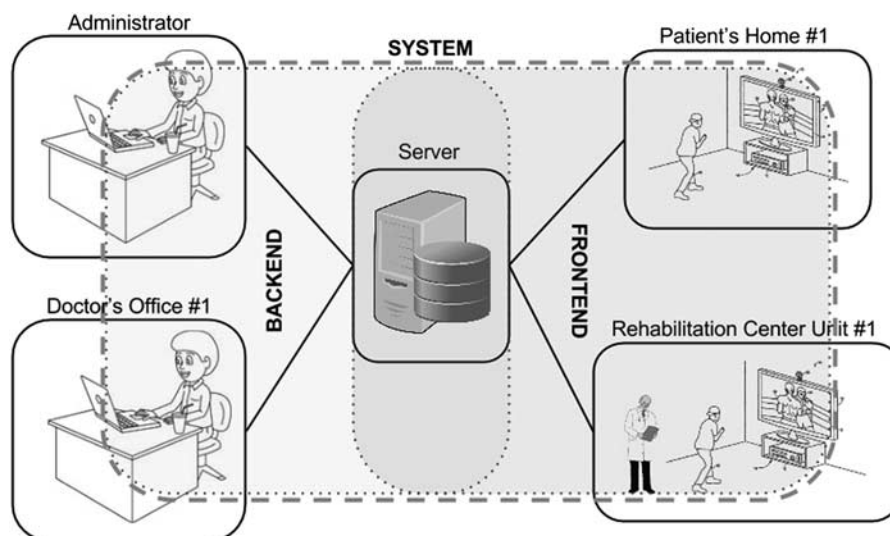 Administrator
SYSTEM
Patient's Home #1
Server
BACKEND
FRONTEND
Doctor's Office #1
Rehabilitation Center Unit #1